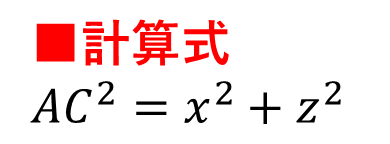 ■計算式
AC² = x² + z²